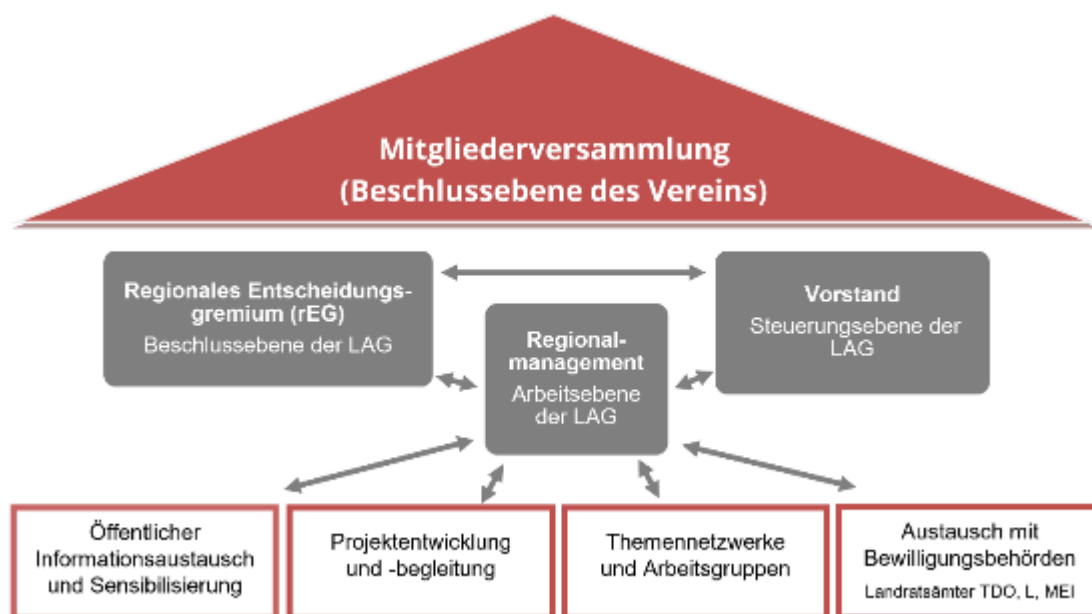 Mitgliederversammlung
(Beschlussebene des Vereins)
Regionales Entscheidungs-
gremium (rEG)
Beschlussebene der LAG
Regional-
management
Arbeitsebene
der LAG
Vorstand
Steuerungsebene der
LAG
Öffentlicher
Informationsaustausch
und Sensibilisierung
Projektentwicklung
und -begleitung
Themennetzwerke
und Arbeitsgruppen
Austausch mit
Bewilligungsbehörden
Landratsämter TDO, L, MEI